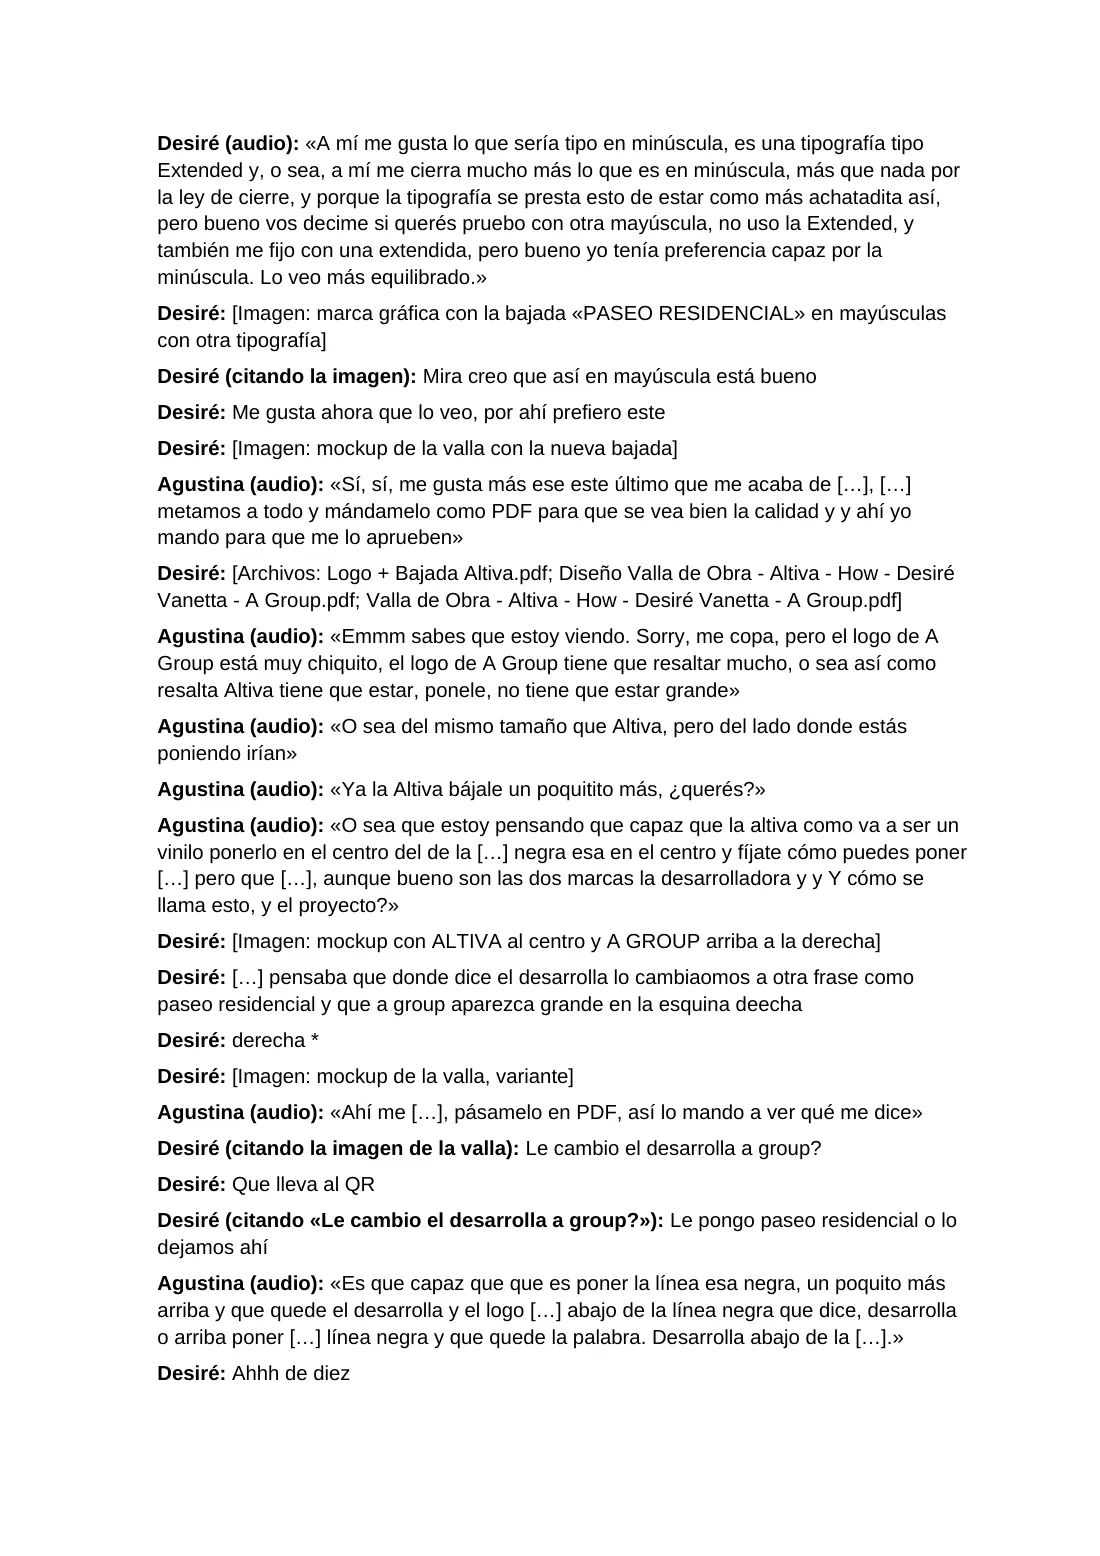 Desiré (audio): «A mí me gusta lo que sería tipo en minúscula, es una tipografía tipo
Extended y, o sea, a mí me cierra mucho más lo que es en minúscula, más que nada por
la ley de cierre, y porque la tipografía se presta esto de estar como más achatadita así,
pero bueno vos decime si querés pruebo con otra mayúscula, no uso la Extended, y
también me fijo con una extendida, pero bueno yo tenía preferencia capaz por la
minúscula. Lo veo más equilibrado.»
Desiré: [Imagen: marca gráfica con la bajada «PASEO RESIDENCIAL» en mayúsculas
con otra tipografía]
Desiré (citando la imagen): Mira creo que así en mayúscula está bueno
Desiré: Me gusta ahora que lo veo, por ahí prefiero este
Desiré: [Imagen: mockup de la valla con la nueva bajada]
Agustina (audio): «Sí, sí, me gusta más ese este último que me acaba de […], […]
metamos a todo y mándamelo como PDF para que se vea bien la calidad y y ahí yo
mando para que me lo aprueben»
Desiré: [Archivos: Logo + Bajada Altiva.pdf; Diseño Valla de Obra - Altiva - How - Desiré
Vanetta - A Group.pdf; Valla de Obra - Altiva - How - Desiré Vanetta - A Group.pdf]
Agustina (audio): «Emmm sabes que estoy viendo. Sorry, me copa, pero el logo de A
Group está muy chiquito, el logo de A Group tiene que resaltar mucho, o sea así como
resalta Altiva tiene que estar, ponele, no tiene que estar grande»
Agustina (audio): «O sea del mismo tamaño que Altiva, pero del lado donde estás
poniendo irían»
Agustina (audio): «Ya la Altiva bájale un poquitito más, ¿querés?»
Agustina (audio): «O sea que estoy pensando que capaz que la altiva como va a ser un
vinilo ponerlo en el centro del de la […] negra esa en el centro y fíjate cómo puedes poner
[…] pero que […], aunque bueno son las dos marcas la desarrolladora y y Y cómo se
llama esto, y el proyecto?»
Desiré: [Imagen: mockup con ALTIVA al centro y A GROUP arriba a la derecha]
Desiré: […] pensaba que donde dice el desarrolla lo cambiaomos a otra frase como
paseo residencial y que a group aparezca grande en la esquina deecha
Desiré: derecha *
Desiré: [Imagen: mockup de la valla, variante]
Agustina (audio): «Ahí me […], pásamelo en PDF, así lo mando a ver qué me dice»
Desiré (citando la imagen de la valla): Le cambio el desarrolla a group?
Desiré: Que lleva al QR
Desiré (citando «Le cambio el desarrolla a group?»): Le pongo paseo residencial o lo
dejamos ahí
Agustina (audio): «Es que capaz que que es poner la línea esa negra, un poquito más
arriba y que quede el desarrolla y el logo […] abajo de la línea negra que dice, desarrolla
o arriba poner […] línea negra y que quede la palabra. Desarrolla abajo de la […].»
Desiré: Ahhh de diez